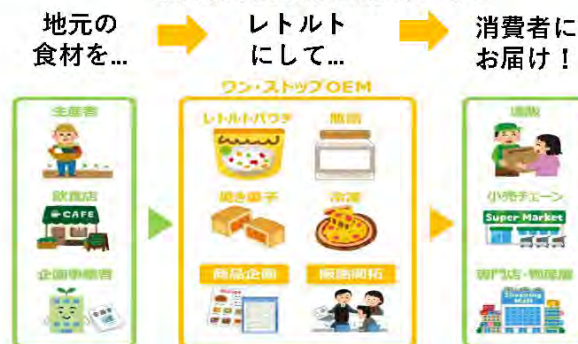 地元の
食材を...
レトルト
にして...
消費者に
お届け！
ワン・ストップOEM
生産者
飲食店
CAFE
企画事業者
レトルトパウチ
瓶詰
焼き菓子
冷凍
商品企画
販路開拓
通販
小売チェーン
Super Market
専門店・物産展
Shopping
Mall